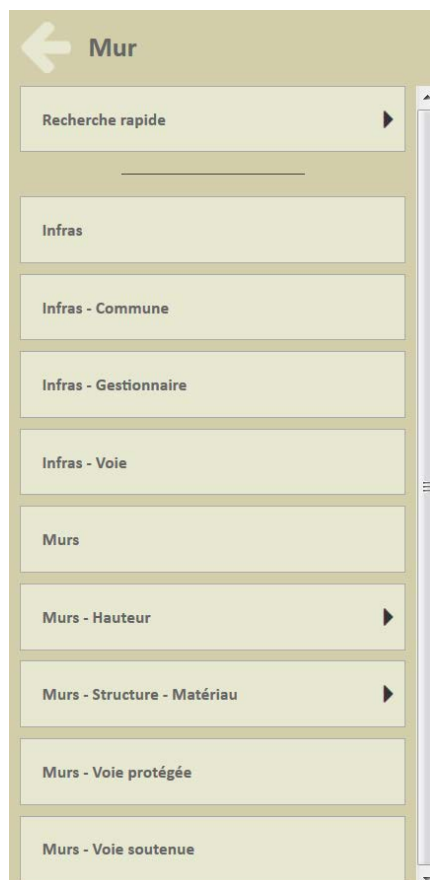 Mur
Recherche rapide
Infras
Infras - Commune
Infras - Gestionnaire
Infras - Voie
Murs
Murs - Hauteur
Murs - Structure - Matériau
Murs - Voie protégée
Murs - Voie soutenue